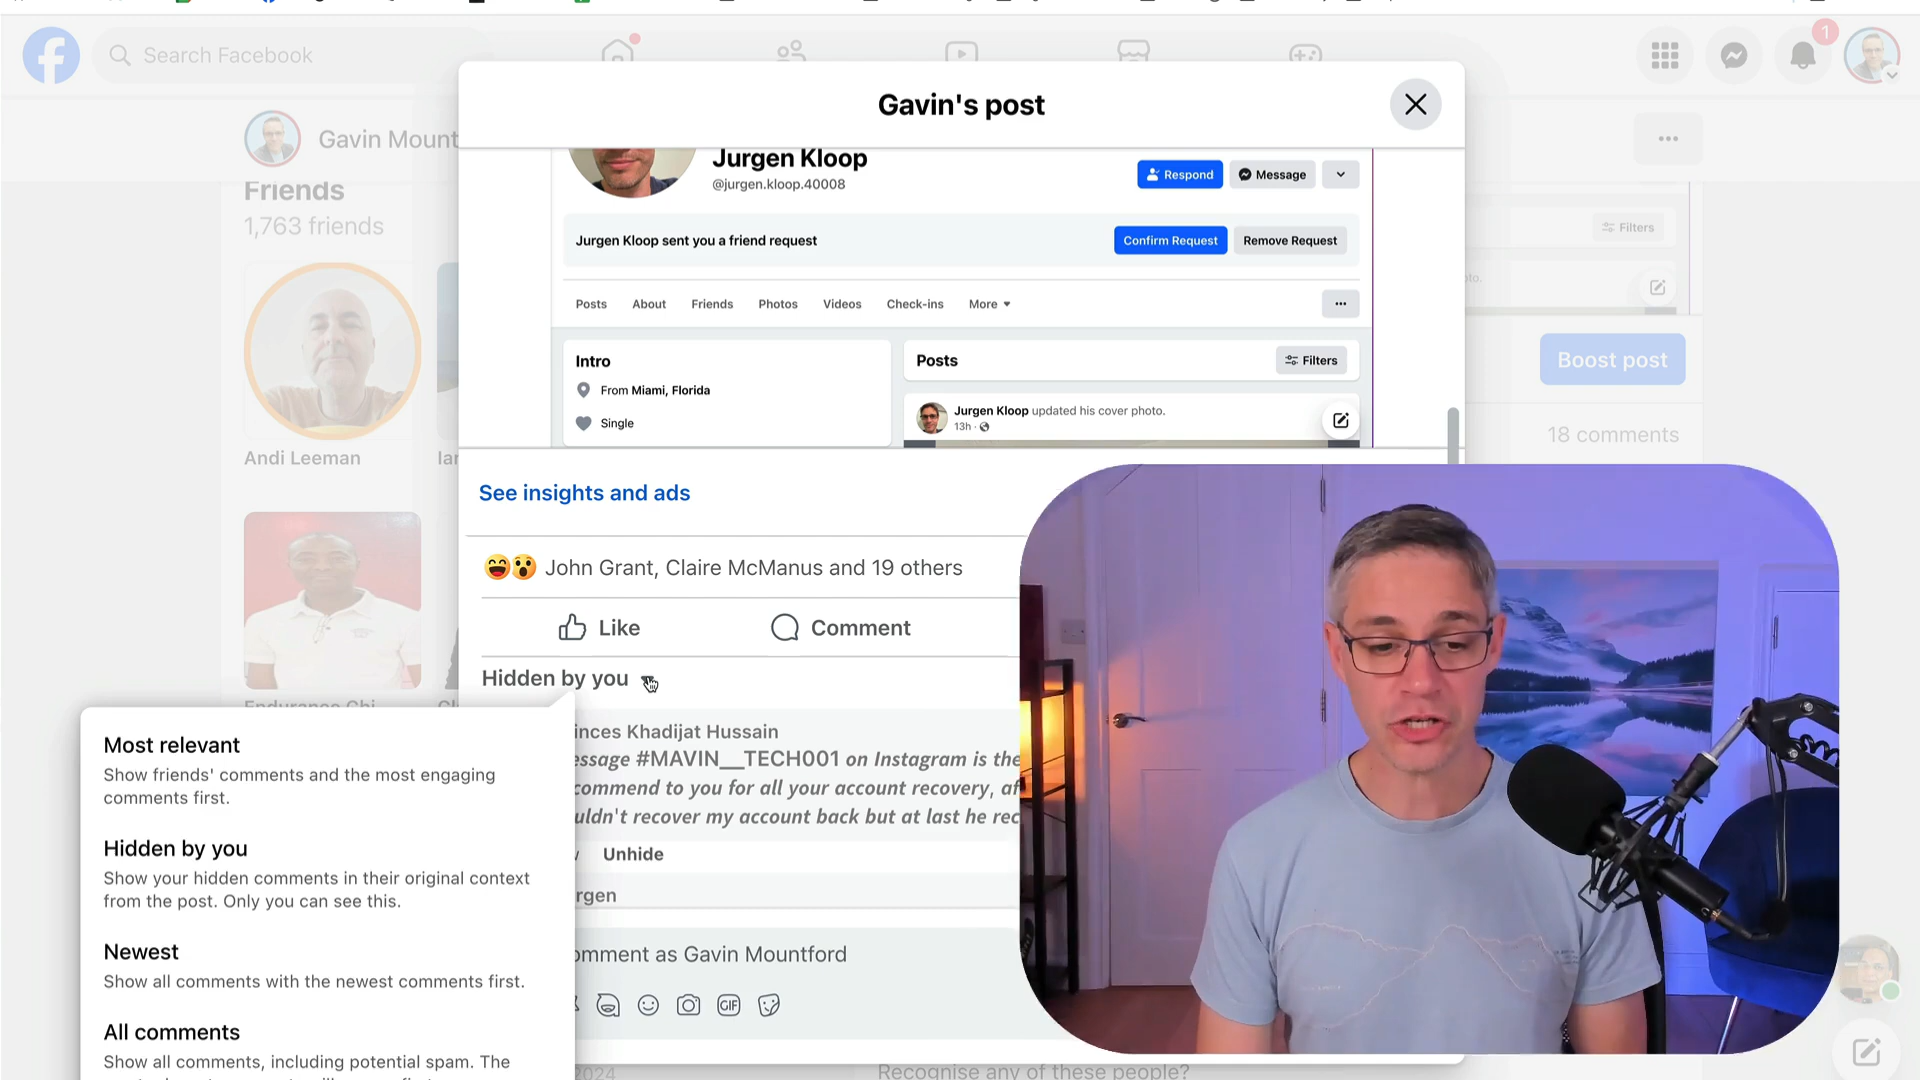 Search Facebook
1
Gavin's post
Gavin Mount
Friends
1,763 friends
Andi Leeman
Jurgen Kloop
@jurgen.kloop.40008
Respond
Message
Jurgen Kloop sent you a friend request
Confirm Request
Remove Request
Posts
About
Friends
Photos
Videos
Check-ins
More
Intro
From Miami, Florida
Single
Posts
Filters
Jurgen Kloop updated his cover photo.
13h
Filters
Boost post
18 comments
See insights and ads
John Grant, Claire McManus and 19 others
Like
Comment
Hidden by you
inces Khadijat Hussain
essage #MAVIN__TECH001 on Instagram is the
commend to you for all your account recovery, af
uldn't recover my account back but at last he rec
Unhide
rgen
omment as Gavin Mountford
GIF
Most relevant
Show friends' comments and the most engaging
comments first.
Hidden by you
Show your hidden comments in their original context
from the post. Only you can see this.
Newest
Show all comments with the newest comments first.
All comments
Show all comments, including potential spam. The
2024
Recognise any of these people?